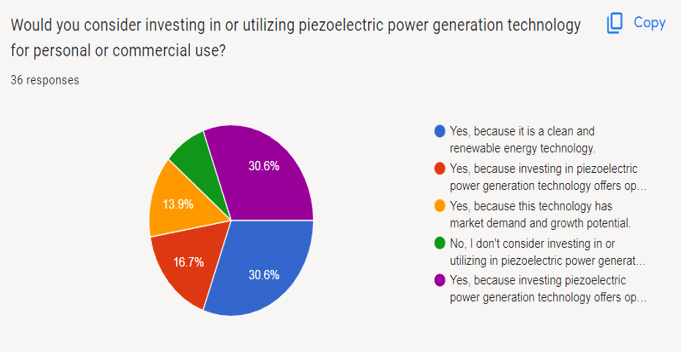 Would you consider investing in or utilizing piezoelectric power generation technology
for personal or commercial use?
Copy
36 responses
30.6%
13.9%
16.7%
30.6%
Yes, because it is a clean and
renewable energy technology.
Yes, because investing in piezoelectric
power generation technology offers op...
Yes, because this technology has
market demand and growth potential.
No, I don't consider investing in or
utilizing in piezoelectric power generat...
Yes, because investing piezoelectric
power generation technology offers op...